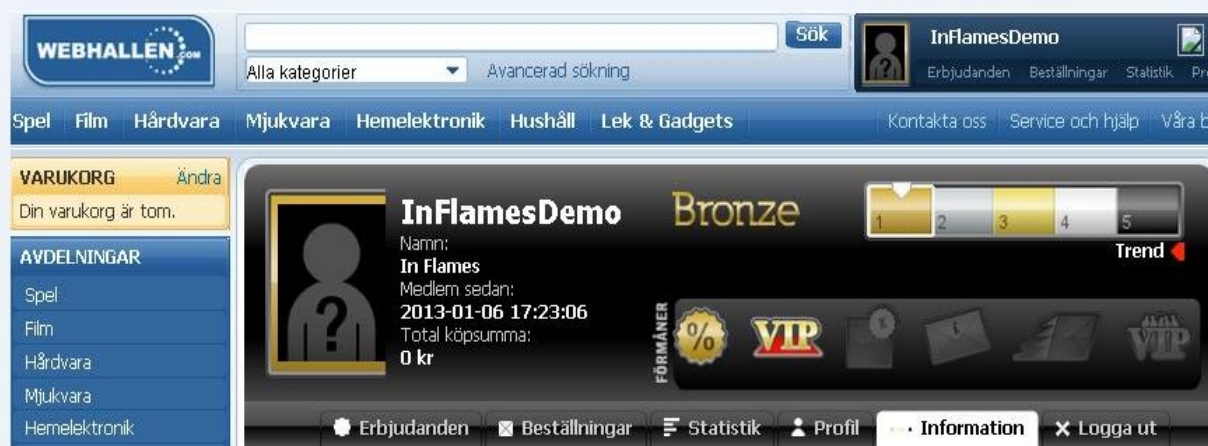 WEBHALLEN.COM
Sök
Alla kategorier
Avancerad sökning
InFlamesDemo
Erbjudanden Beställningar Statistik
Spel Film Hårdvara Mjukvara Hemelektronik Hushåll Lek & Gadgets
Kontakta oss Service och hjälp Våra
VARUKORG Ändra
Din varukorg är tom.
AVDELNINGAR
Spel
Film
Hårdvara
Mjukvara
Hemelektronik
InFlamesDemo
Namn:
In Flames
Medlem sedan:
2013-01-06 17:23:06
Total köpsumma:
0 kr
Bronze
1 2 3 4 5
Trend
FÖRMÅNER
% VIP VIP
Erbjudanden Beställningar Statistik Profil Information Logga ut